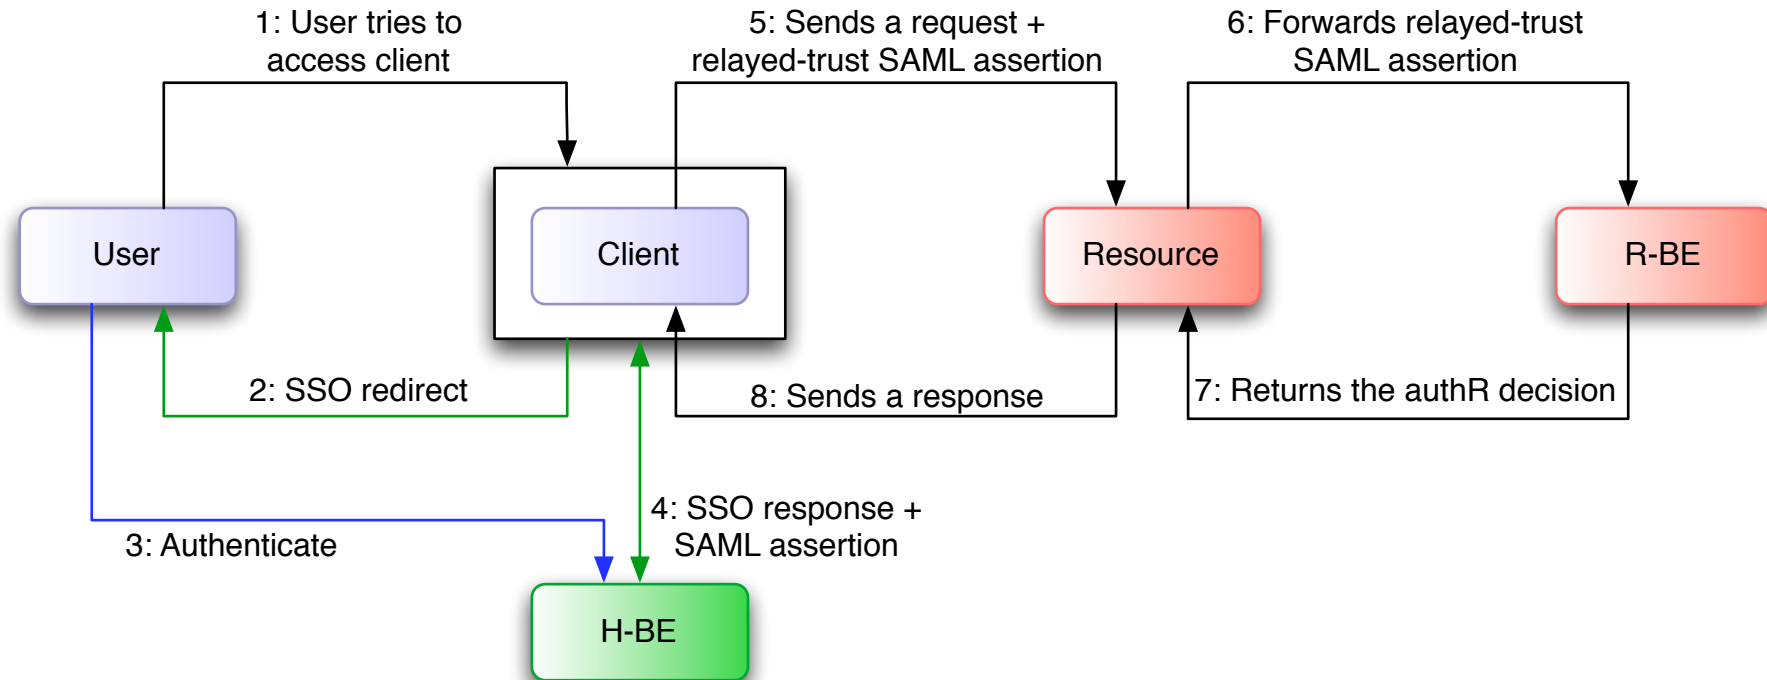 1: User tries to
access client
5: Sends a request +
relayed-trust SAML assertion
6: Forwards relayed-trust
SAML assertion
User
Client
Resource
R-BE
2: SSO redirect
8: Sends a response
7: Returns the authR decision
3: Authenticate
4: SSO response +
SAML assertion
H-BE